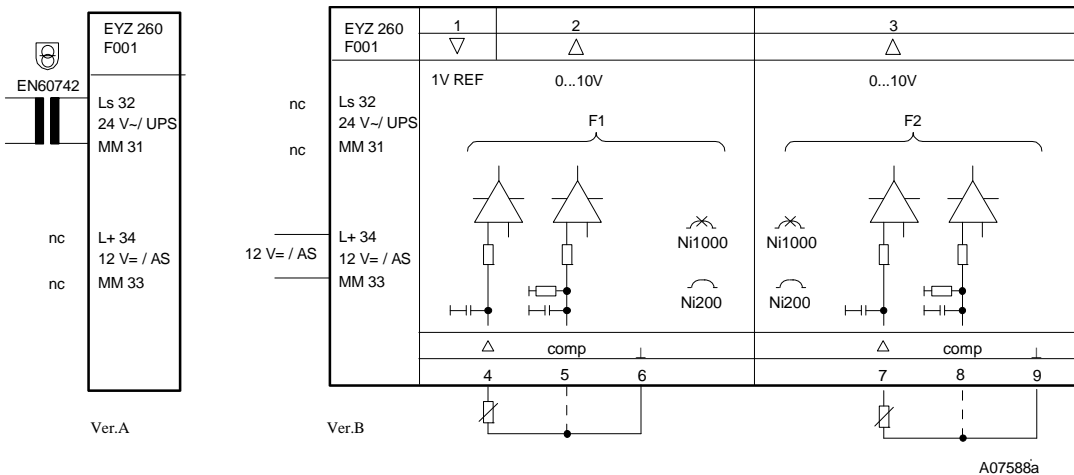 EYZ 260
F001
EN60742
Ls 32
24 V~/ UPS
MM 31
nc
L+ 34
12 V= / AS
nc
MM 33
Ver.A
EYZ 260
F001
1
2
3
1V REF
0...10V
0...10V
nc
Ls 32
24 V~/ UPS
nc
MM 31
F1
F2
12 V= / AS
L+ 34
12 V= / AS
MM 33
Ni1000
Ni1000
Ni200
Ni200
comp
comp
4
5
6
7
8
9
Ver.B
A07588a